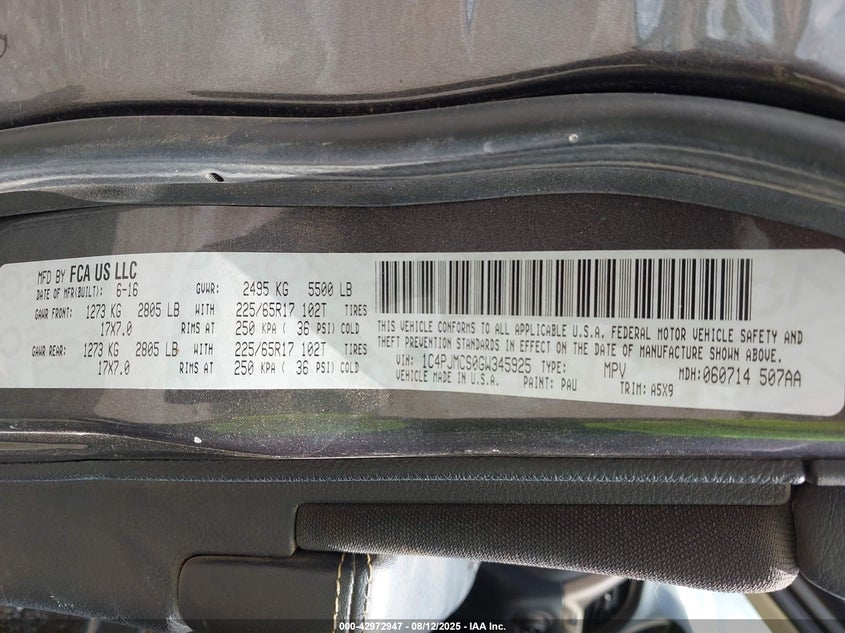 MFD BY FCA US LLC
DATE OF MFR(BUILT): 6-16 GVWR: 2495 KG 5500 LB
GAWR FRONT: 1273 KG 2805 LB WITH 225/65R17 102T TIRES
17X7.0 RIMS AT 250 KPA ( 36 PSI) COLD
GAWR REAR: 1273 KG 2805 LB WITH 225/65R17 102T TIRES
17X7.0 RIMS AT 250 KPA ( 36 PSI) COLD
THIS VEHICLE CONFORMS TO ALL APPLICABLE U.S.A. FEDERAL MOTOR VEHICLE SAFETY AND
THEFT PREVENTION STANDARDS IN EFFECT ON THE DATE OF MANUFACTURE SHOWN ABOVE.
VIN: 1C4PJMCS0GW345925 TYPE: MPV MDH:060714 507AA
VEHICLE MADE IN U.S.A. PAINT: PAU TRIM: A5X9
000-42972947 - 08/12/2025 - IAA Inc.